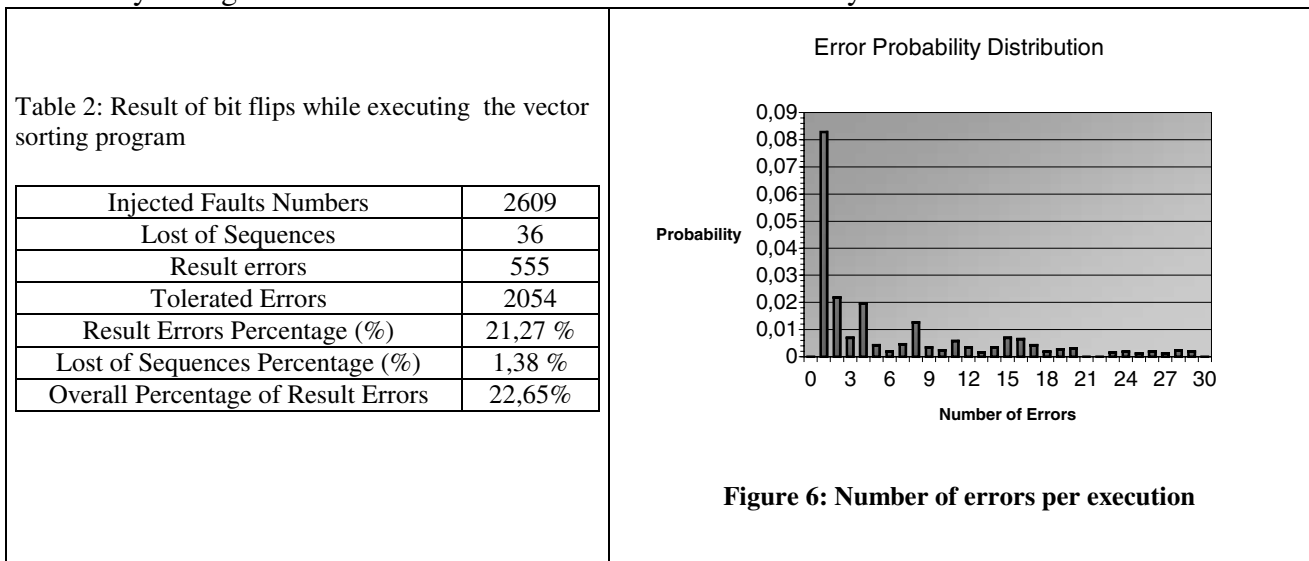 Table 2: Result of bit flips while executing the vector
sorting program
Injected Faults Numbers 2609
Lost of Sequences 36
Result errors 555
Tolerated Errors 2054
Result Errors Percentage (%) 21,27 %
Lost of Sequences Percentage (%) 1,38 %
Overall Percentage of Result Errors 22,65%
Error Probability Distribution
0,09
0,08
0,07
0,06
0,05
0,04
0,03
0,02
0,01
0
Probability
0 3 6 9 12 15 18 21 24 27 30
Number of Errors
Figure 6: Number of errors per execution